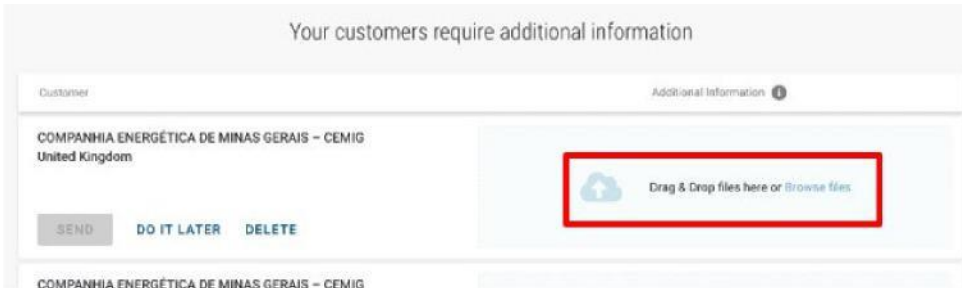 Your customers require additional information
Customer
Additional Information
COMPANHIA ENERGÉTICA DE MINAS GERAIS – CEMIG
United Kingdom
Drag & Drop files here or Browse files
SEND DO IT LATER DELETE
COMPANHIA ENERGÉTICA DE MINAS GERAIS – CEMIG